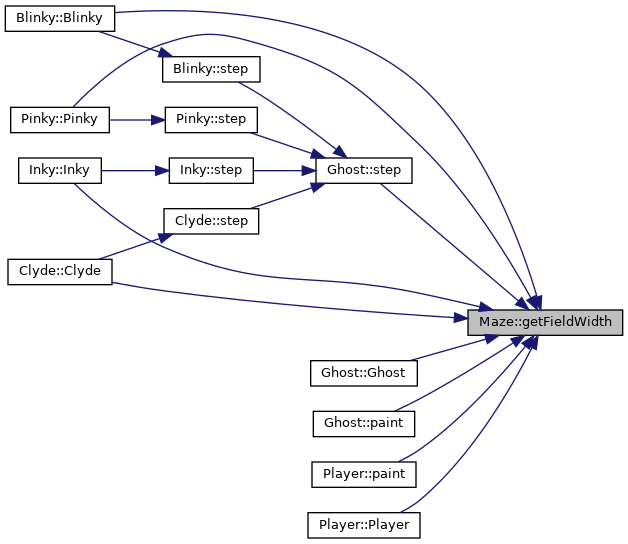 Blinky::Blinky
Blinky::step
Pinky::Pinky
Pinky::step
Inky::Inky
Inky::step
Ghost::step
Clyde::step
Clyde::Clyde
Maze::getFieldWidth
Ghost::Ghost
Ghost::paint
Player::paint
Player::Player